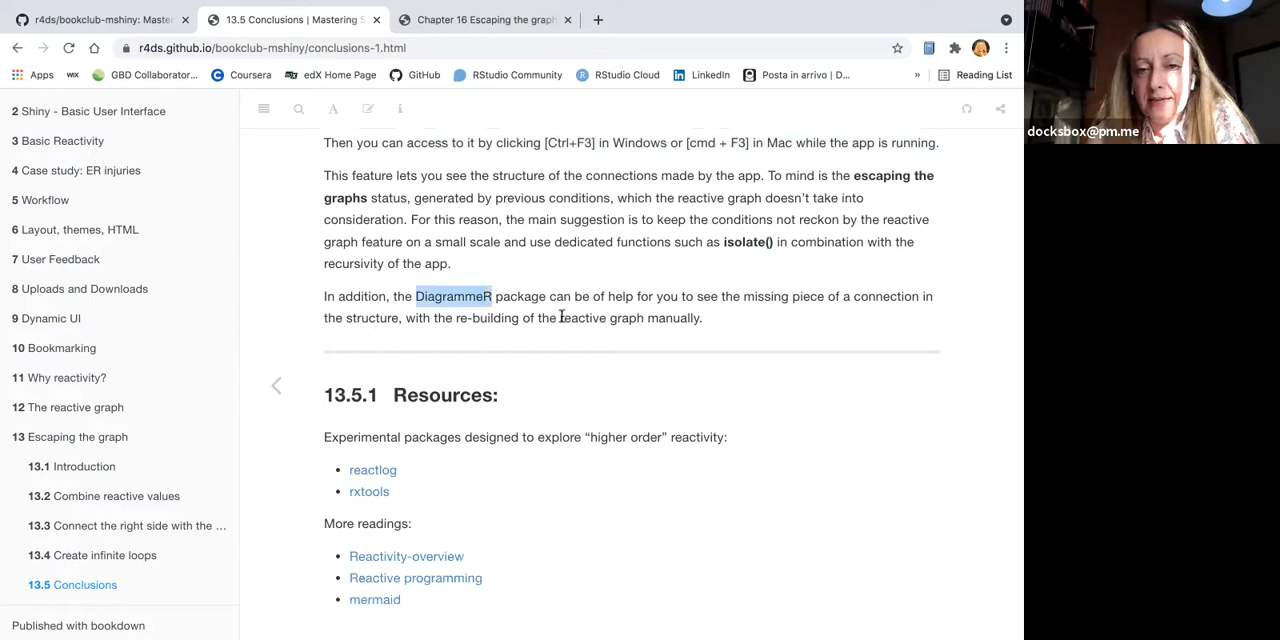 r4ds/bookclub-mshiny: Master
13.5 Conclusions | Mastering S
Chapter 16 Escaping the graph
r4ds.github.io/bookclub-mshiny/conclusions-1.html
Apps
WIX
GBD Collaborator...
Coursera
edX Home Page
GitHub
RStudio Community
RStudio Cloud
LinkedIn
Posta in arrivo | D...
»
Reading List
docksbox@pm.me
2 Shiny - Basic User Interface
3 Basic Reactivity
4 Case study: ER injuries
5 Workflow
6 Layout, themes, HTML
7 User Feedback
8 Uploads and Downloads
9 Dynamic UI
10 Bookmarking
11 Why reactivity?
12 The reactive graph
13 Escaping the graph
13.1 Introduction
13.2 Combine reactive values
13.3 Connect the right side with the ...
13.4 Create infinite loops
13.5 Conclusions
Published with bookdown
Then you can access to it by clicking [Ctrl+F3] in Windows or [cmd + F3] in Mac while the app is running.
This feature lets you see the structure of the connections made by the app. To mind is the escaping the
graphs status, generated by previous conditions, which the reactive graph doesn't take into
consideration. For this reason, the main suggestion is to keep the conditions not reckon by the reactive
graph feature on a small scale and use dedicated functions such as isolate() in combination with the
recursivity of the app.
In addition, the DiagrammeR package can be of help for you to see the missing piece of a connection in
the structure, with the re-building of the reactive graph manually.
13.5.1 Resources:
Experimental packages designed to explore “higher order” reactivity:
• reactlog
• rxtools
More readings:
• Reactivity-overview
• Reactive programming
• mermaid